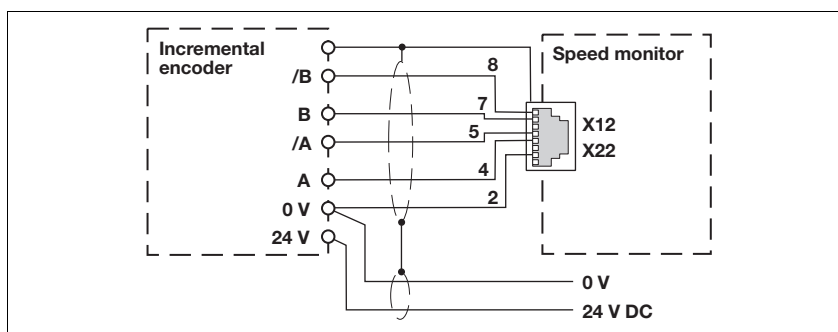 Incremental
encoder
Speed monitor
/B
8
B
7
X12
/A
5
X22
A
4
0 V
2
24 V
0 V
24 V DC